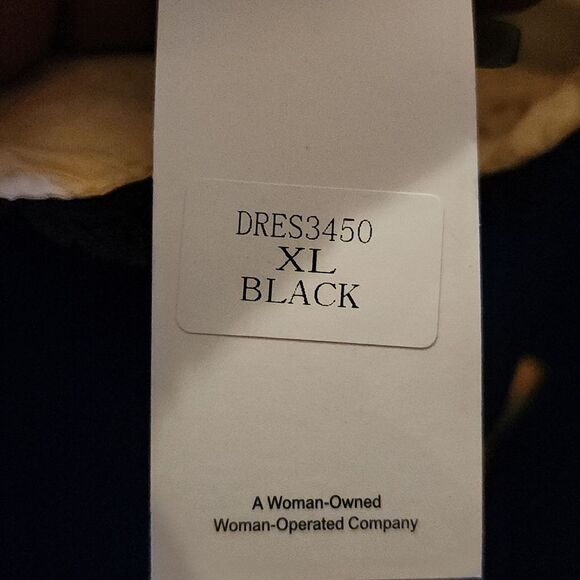 DRES3450
XL
BLACK
A Woman-Owned
Woman-Operated Company